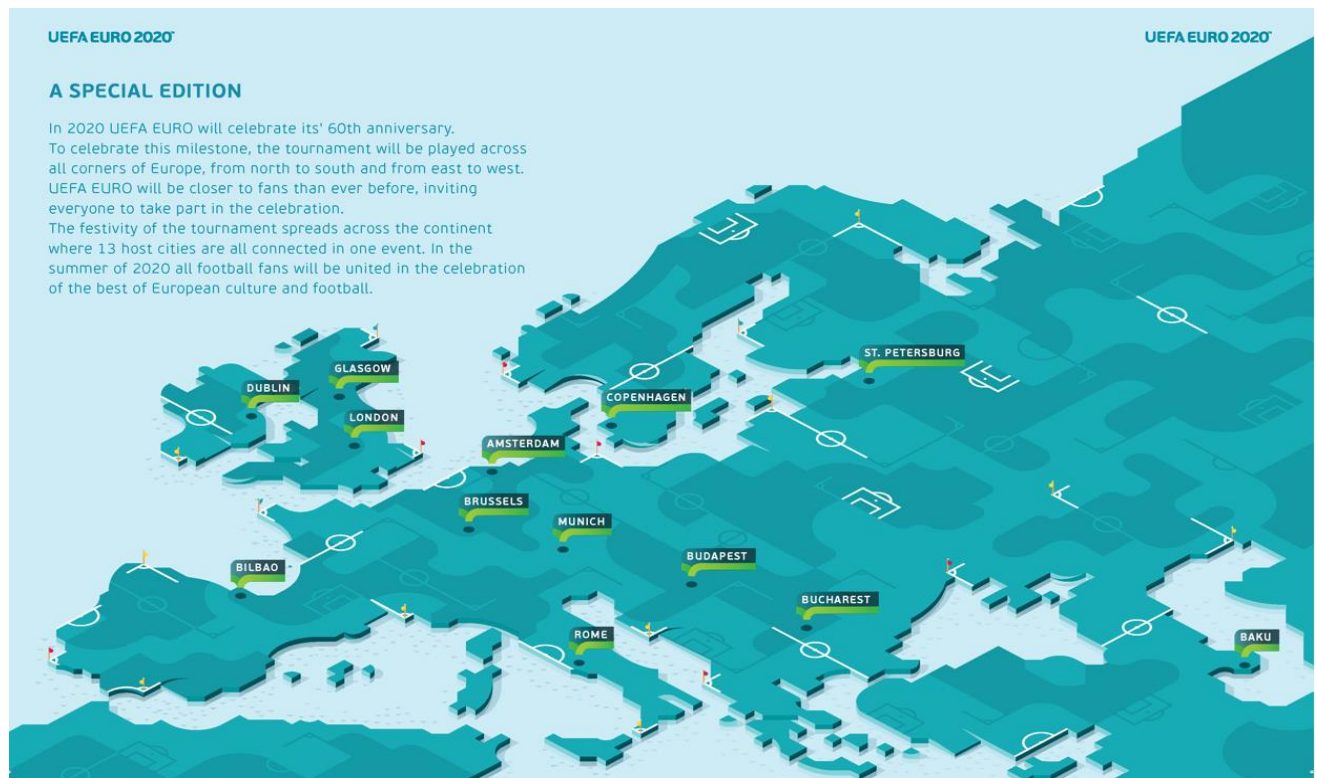 UEFA EURO 2020™
UEFA EURO 2020™
A SPECIAL EDITION
In 2020 UEFA EURO will celebrate its' 60th anniversary.
To celebrate this milestone, the tournament will be played across
all corners of Europe, from north to south and from east to west.
UEFA EURO will be closer to fans than ever before, inviting
everyone to take part in the celebration.
The festivity of the tournament spreads across the continent
where 13 host cities are all connected in one event. In the
summer of 2020 all football fans will be united in the celebration
of the best of European culture and football.
ST. PETERSBURG
GLASGOW
DUBLIN
COPENHAGEN
LONDON
AMSTERDAM
BRUSSELS
MUNICH
BUDAPEST
BILBAO
BUCHAREST
ROME
BAKU